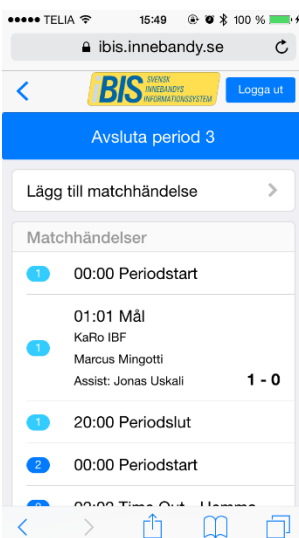 TELIA 15:49 100 %
ibis.innebandy.se
BIS SVENSK INNEBANDYS INFORMATIONSSYSTEM
Logga ut
Avsluta period 3
Lägg till matchhändelse
Matchhändelser
1 00:00 Periodstart
01:01 Mål
KaRo IBF
1
Marcus Mingotti
Assist: Jonas Uskali 1 - 0
1 20:00 Periodslut
2 00:00 Periodstart
Time Out